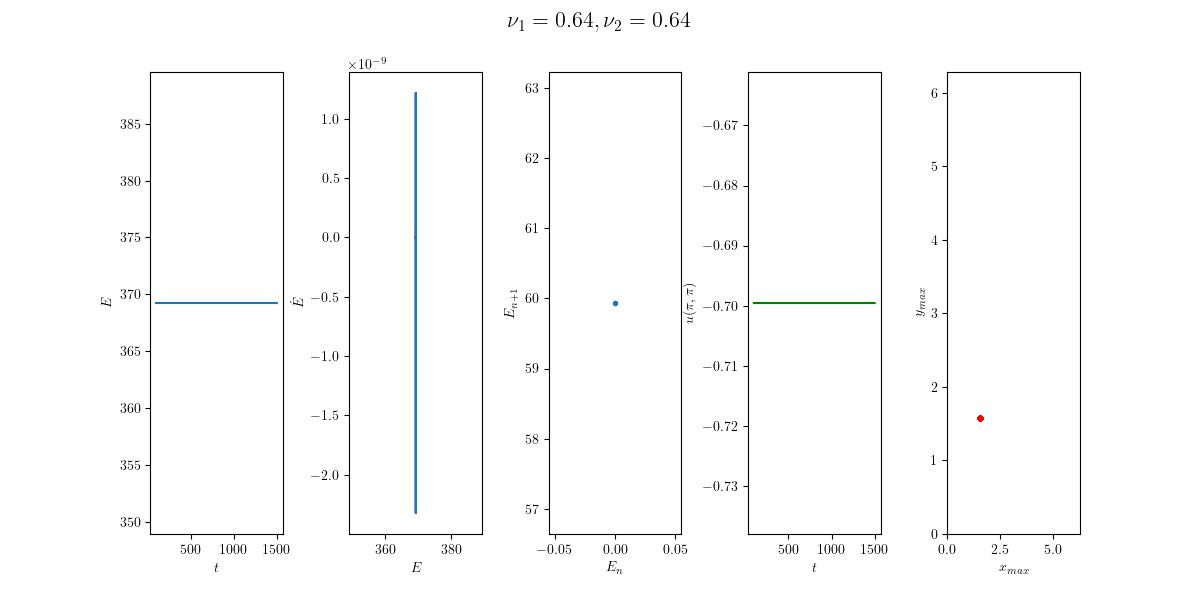 ν₁ = 0.64, ν₂ = 0.64
385
380
375
370
365
360
355
350
E
500 1000 1500
t
×10⁻⁹
1.0
0.5
0.0
−0.5
−1.0
−1.5
−2.0
Ė
360 380
E
63
62
61
60
59
58
57
Eₙ₊₁
−0.05 0.00 0.05
Eₙ
−0.67
−0.68
−0.69
−0.70
−0.71
−0.72
−0.73
u(π, π)
500 1000 1500
t
6
5
4
3
2
1
0
y_max
0.0 2.5 5.0
x_max